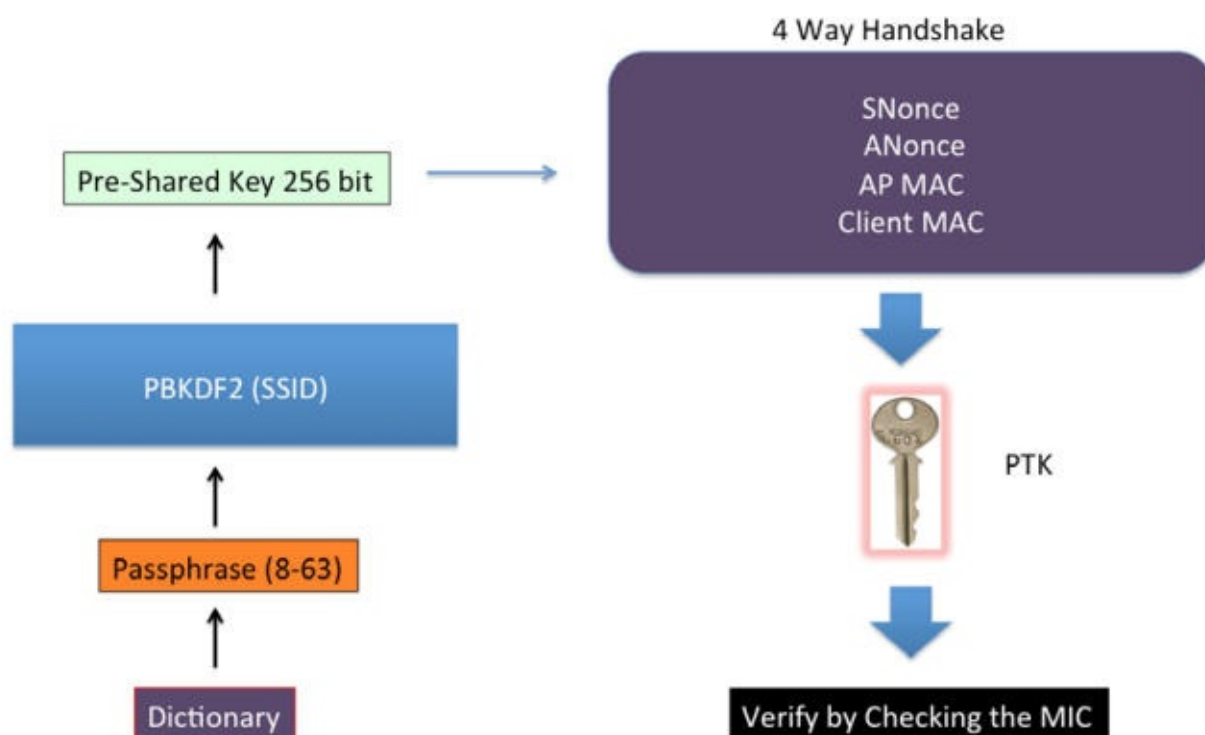 4 Way Handshake
SNonce
ANonce
AP MAC
Client MAC
Pre-Shared Key 256 bit
PBKDF2 (SSID)
Passphrase (8-63)
Dictionary
PTK
Verify by Checking the MIC